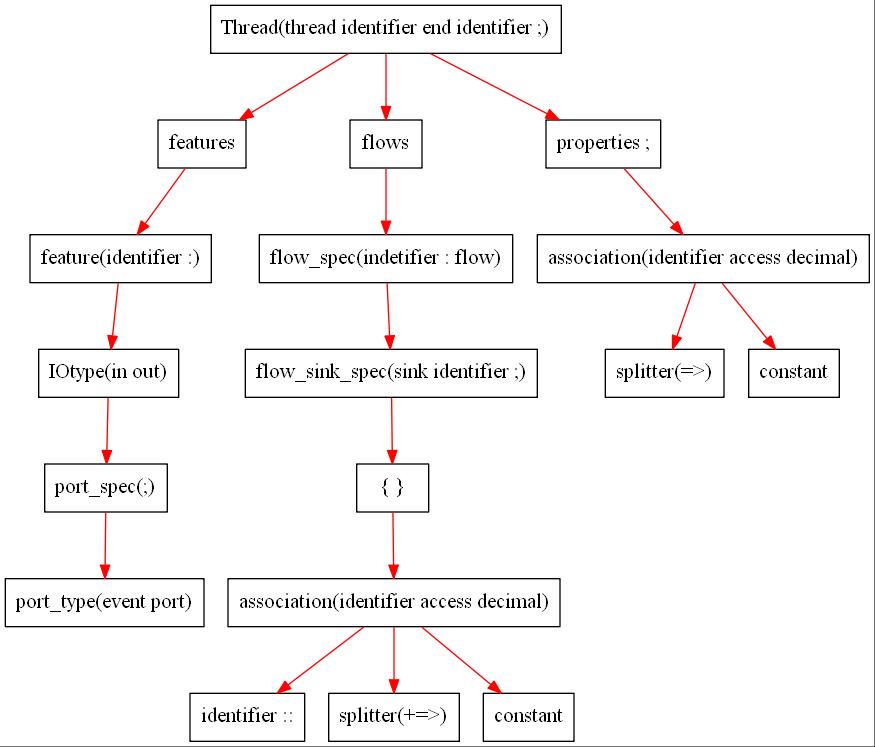 Thread(thread identifier end identifier ;)
features
flows
properties ;
feature(identifier :)
flow_spec(indetifier : flow)
association(identifier access decimal)
IOtype(in out)
flow_sink_spec(sink identifier ;)
splitter(=>)
constant
port_spec(;)
{ }
port_type(event port)
association(identifier access decimal)
identifier ::
splitter(+=>)
constant